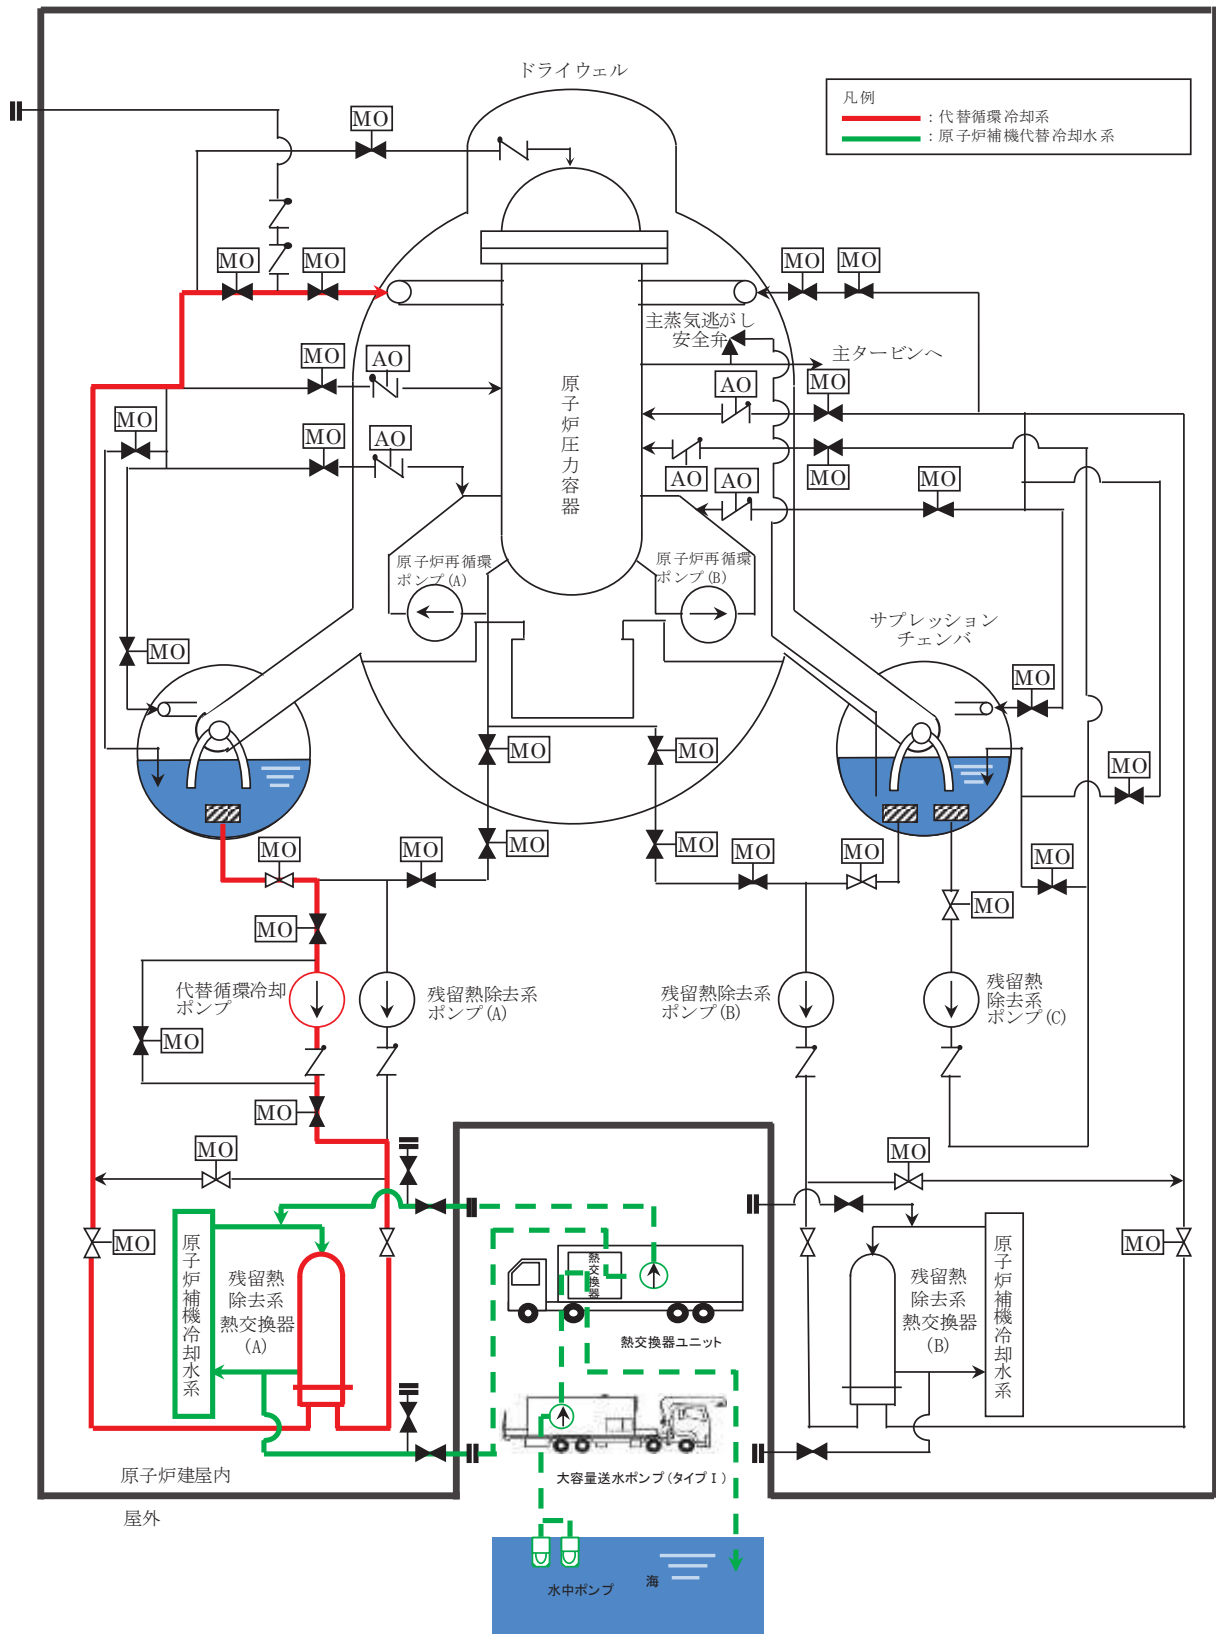 ドライウェル
凡例
：代替循環冷却系
：原子炉補機代替冷却水系
MO
MO
MO
MO
MO
主蒸気逃がし
安全弁
主タービンへ
MO
AO
原子炉圧力容器
AO
MO
MO
MO
AO
AO
MO
AO
MO
原子炉再循環
ポンプ(A)
原子炉再循環
ポンプ(B)
サプレッション
チェンバ
MO
MO
MO
MO
MO
MO
MO
MO
MO
MO
MO
MO
MO
MO
代替循環冷却
ポンプ
残留熱除去系
ポンプ(A)
残留熱除去系
ポンプ(B)
残留熱
除去系
ポンプ(C)
MO
MO
MO
MO
MO
MO
原子炉補機冷却水系
残留熱
除去系
熱交換器
(A)
熱交換器
熱交換器ユニット
残留熱
除去系
熱交換器
(B)
原子炉補機冷却水系
大容量送水ポンプ(タイプⅠ)
原子炉建屋内
屋外
水中ポンプ
海